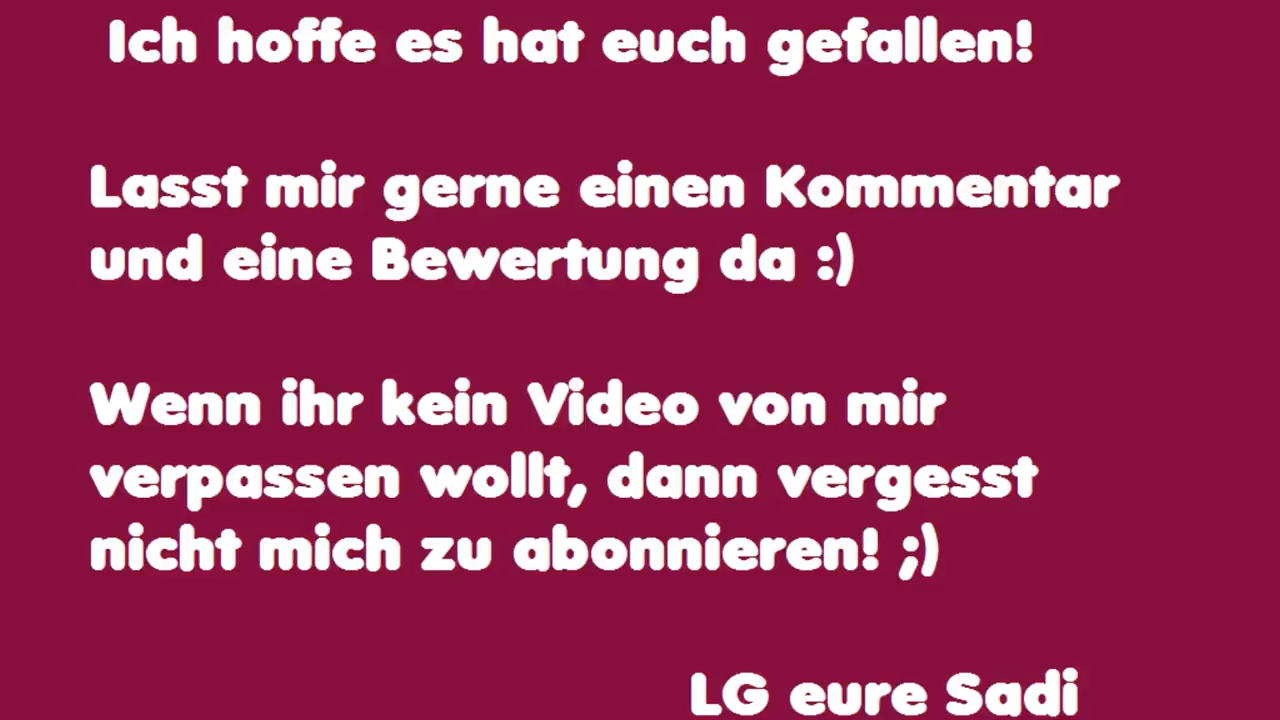 Ich hoffe es hat euch gefallen!
Lasst mir gerne einen Kommentar
und eine Bewertung da :)
Wenn ihr kein Video von mir
verpassen wollt, dann vergesst
nicht mich zu abonnieren! ;)
LG eure Sadi